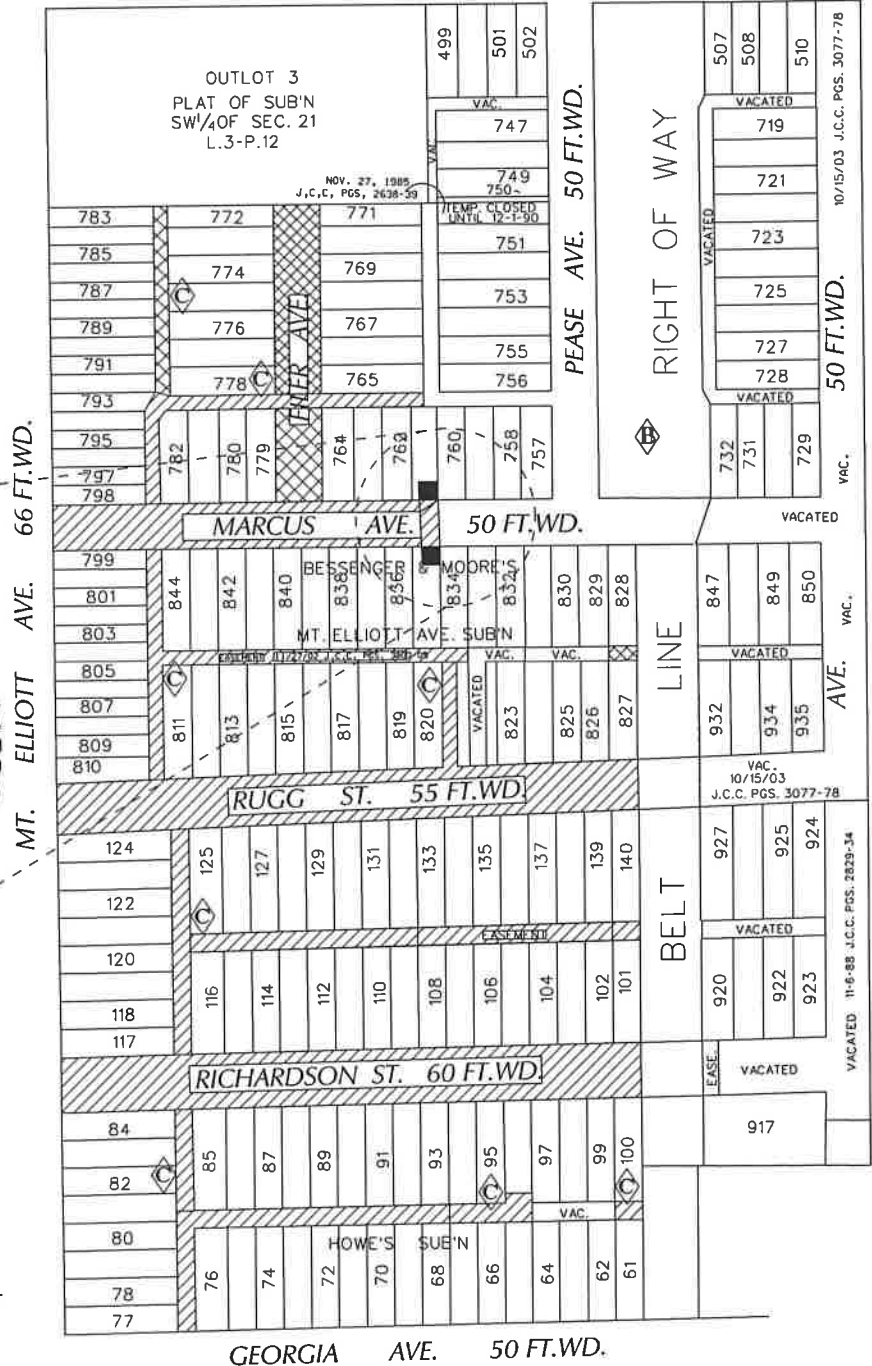 OUTLOT 3
PLAT OF SUB'N
SW¼ OF SEC. 21
L.3-P.12
499
501
502
VAC.
VAC.
747
749
750
NOV. 27, 1985
J,C,C, PGS, 2638-39
TEMP. CLOSED
UNTIL 12-1-90
751
753
755
756
783
785
787
789
791
793
795
797
798
772
774
776
778
771
769
767
765
C
C
EHLER AVE
782
780
779
764
762
760
758
757
PEASE AVE. 50 FT.WD.
RIGHT OF WAY
B
507
508
510
VACATED
719
721
723
725
727
728
VACATED
VACATED
732
731
729
10/15/03 J.C.C. PGS. 3077-78
50 FT.WD.
VAC.
VACATED
MT. ELLIOTT AVE. 66 FT.WD.
MARCUS AVE. 50 FT.WD.
799
801
803
805
807
809
810
BESSENGER & MOORE'S
844
842
840
838
836
834
832
830
829
828
MT. ELLIOTT AVE. SUB'N
VAC.
VAC.
C
C
VACATED
811
813
815
817
819
820
823
825
826
827
LINE
847
849
850
VACATED
932
934
935
AVE. VAC.
VAC.
10/15/03
J.C.C. PGS. 3077-78
RUGG ST. 55 FT.WD.
124
122
120
118
117
125
127
129
131
133
135
137
139
140
C
EASEMENT
116
114
112
110
108
106
104
102
101
BELT
927
925
924
VACATED
920
922
923
VACATED 11-6-88 J.C.C. PGS. 2829-34
EASE.
VACATED
917
RICHARDSON ST. 60 FT.WD.
84
82
80
78
77
C
85
87
89
91
93
95
97
99
100
C
C
VAC.
HOWE'S SUB'N
76
74
72
70
68
66
64
62
61
GEORGIA AVE. 50 FT.WD.